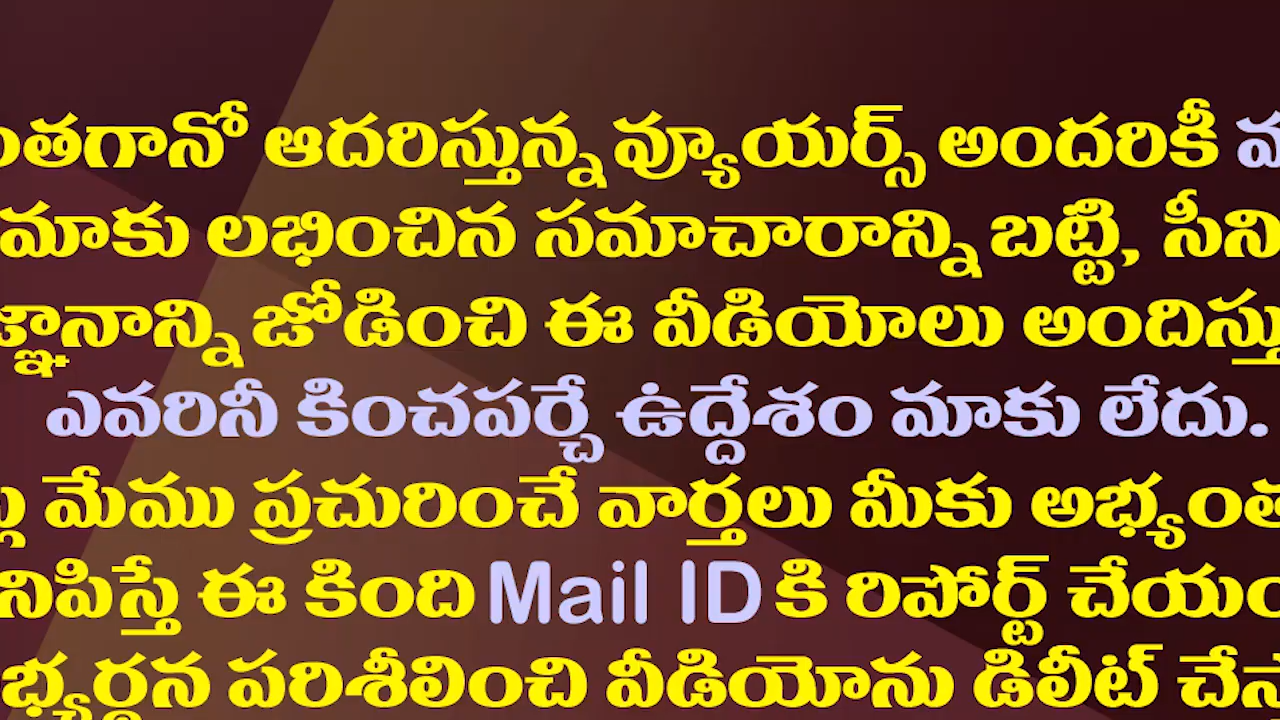 ంతగానో ఆదరిస్తున్న వ్యూయర్స్ అందరికీ
మాకు లభించిన సమాచారాన్ని బట్టి, సీని
జ్ఞానాన్ని జోడించి ఈ వీడియోలు అందిస్తు
ఎవరినీ కించపర్చే ఉద్దేశం మాకు లేదు.
మేము ప్రచురించే వార్తలు మీకు అభ్యంత
నిపిస్తే ఈ కింది Mail ID కి రిపోర్ట్ చేయం
భ్యర్థన పరిశీలించి వీడియోను డిలీట్ చేస